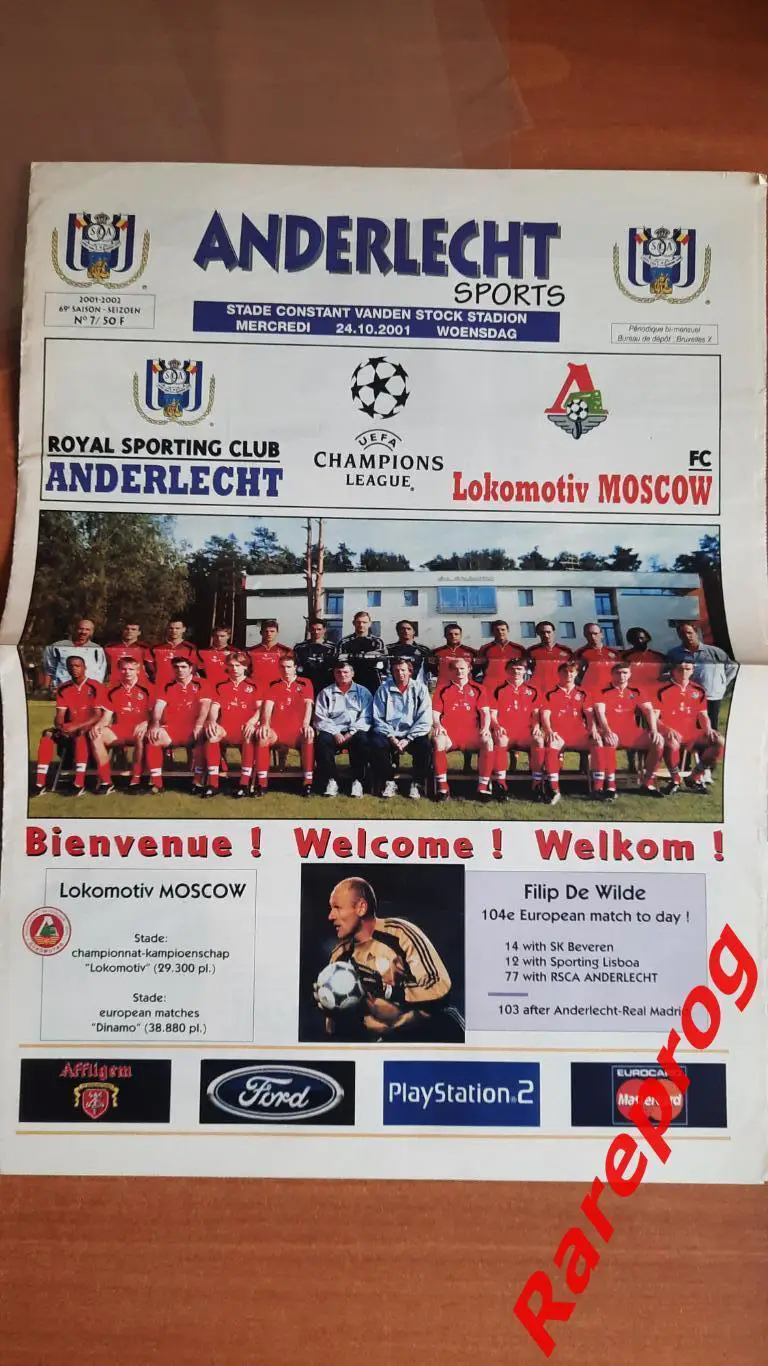 ANDERLECHT
SPORTS
2001-2002
69e SAISON - SEIZOEN
No 7/ 50 F
STADE CONSTANT VANDEN STOCK STADION
MERCREDI 24.10.2001 WOENSDAG
Périodique bi-mensuel
Bureau de dépôt : Bruxelles X
ROYAL SPORTING CLUB
ANDERLECHT
UEFA
CHAMPIONS
LEAGUE
FC
Lokomotiv MOSCOW
Bienvenue ! Welcome ! Welkom !
Lokomotiv MOSCOW
Stade:
championnat-kampioenschap
"Lokomotiv" (29.300 pl.)
Stade:
european matches
"Dinamo" (38.880 pl.)
Filip De Wilde
104e European match to day !
14 with SK Beveren
12 with Sporting Lisboa
77 with RSCA ANDERLECHT
103 after Anderlecht-Real Madri
Affligem
Ford
PlayStation.2
EUROCARD
MasterCard
Rareprog